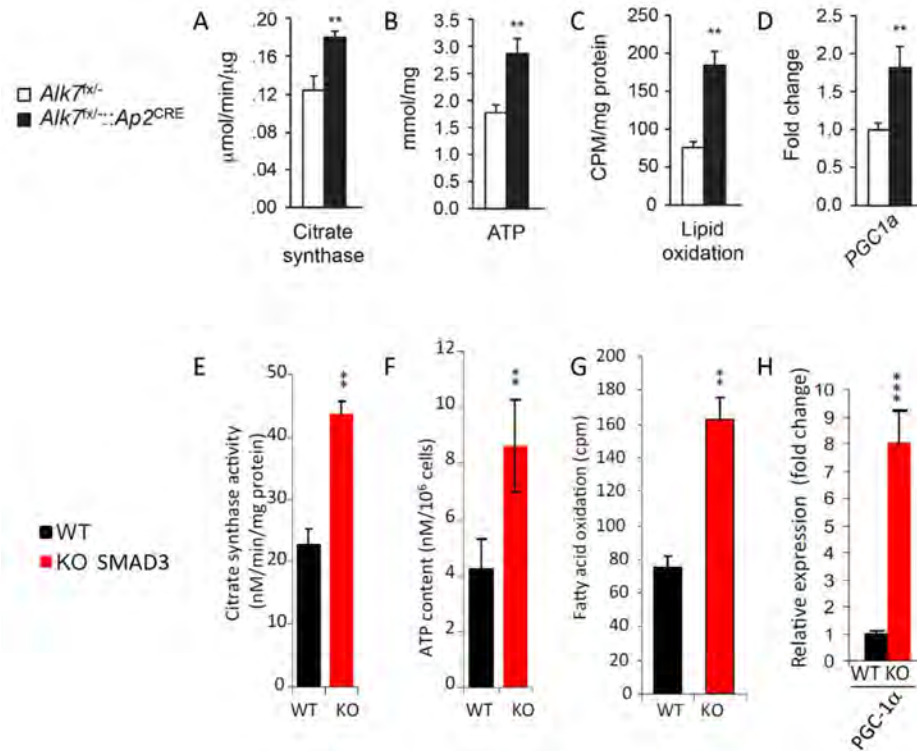 A
B
C
D
Alk7fx/-
Alk7fx/-::Ap2CRE
μmol/min/μg
.20
.16
.12
.08
.04
.00
**
Citrate
synthase
mmol/mg
3.5
3.0
2.5
2.0
1.5
1.0
0.5
0.0
**
ATP
CPM/mg protein
250
200
150
100
50
0
**
Lipid
oxidation
Fold change
2.5
2.0
1.5
1.0
0.5
0.0
**
PGC1a
E
F
G
H
WT
KO SMAD3
Citrate synthase activity
(nM/min/mg protein)
50
40
30
20
10
0
**
WT KO
ATP content (nM/10⁶ cells)
12
10
8
6
4
2
0
**
WT KO
Fatty acid oxidation (cpm)
200
180
160
140
120
100
80
60
40
20
0
**
WT KO
Relative expression (fold change)
10
9
8
7
6
5
4
3
2
1
0
***
WT KO
PGC-1α